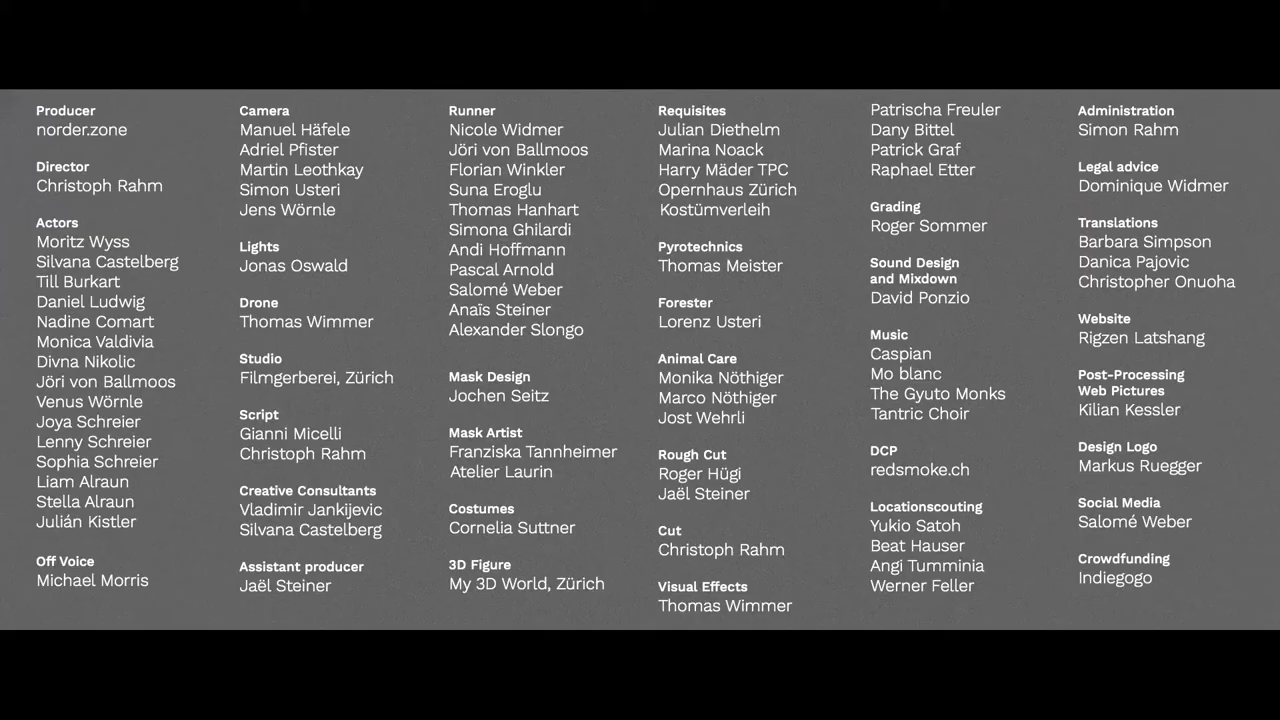 Producer
norder.zone
Director
Christoph Rahm
Actors
Moritz Wyss
Silvana Castelberg
Till Burkart
Daniel Ludwig
Nadine Comart
Monica Valdivia
Divna Nikolic
Jöri von Ballmoos
Venus Wörnle
Joya Schreier
Lenny Schreier
Sophia Schreier
Liam Alraun
Stella Alraun
Julián Kistler
Off Voice
Michael Morris
Camera
Manuel Häfele
Adriel Pfister
Martin Leothkay
Simon Usteri
Jens Wörnle
Lights
Jonas Oswald
Drone
Thomas Wimmer
Studio
Filmgerberei, Zürich
Script
Gianni Micelli
Christoph Rahm
Creative Consultants
Vladimir Jankijevic
Silvana Castelberg
Assistant producer
Jaël Steiner
Runner
Nicole Widmer
Jöri von Ballmoos
Florian Winkler
Suna Eroglu
Thomas Hanhart
Simona Ghilardi
Andi Hoffmann
Pascal Arnold
Salomé Weber
Anaïs Steiner
Alexander Slongo
Mask Design
Jochen Seitz
Mask Artist
Franziska Tannheimer
Atelier Laurin
Costumes
Cornelia Suttner
3D Figure
My 3D World, Zürich
Requisites
Julian Diethelm
Marina Noack
Harry Mäder TPC
Opernhaus Zürich
Kostümverleih
Pyrotechnics
Thomas Meister
Forester
Lorenz Usteri
Animal Care
Monika Nöthiger
Marco Nöthiger
Jost Wehrli
Rough Cut
Roger Hügi
Jaël Steiner
Cut
Christoph Rahm
Visual Effects
Thomas Wimmer
Patrischa Freuler
Dany Bittel
Patrick Graf
Raphael Etter
Grading
Roger Sommer
Sound Design
and Mixdown
David Ponzio
Music
Caspian
Mo blanc
The Gyuto Monks
Tantric Choir
DCP
redsmoke.ch
Locationscouting
Yukio Satoh
Beat Hauser
Angi Tumminia
Werner Feller
Administration
Simon Rahm
Legal advice
Dominique Widmer
Translations
Barbara Simpson
Danica Pajovic
Christopher Onuoha
Website
Rigzen Latshang
Post-Processing
Web Pictures
Kilian Kessler
Design Logo
Markus Ruegger
Social Media
Salomé Weber
Crowdfunding
Indiegogo